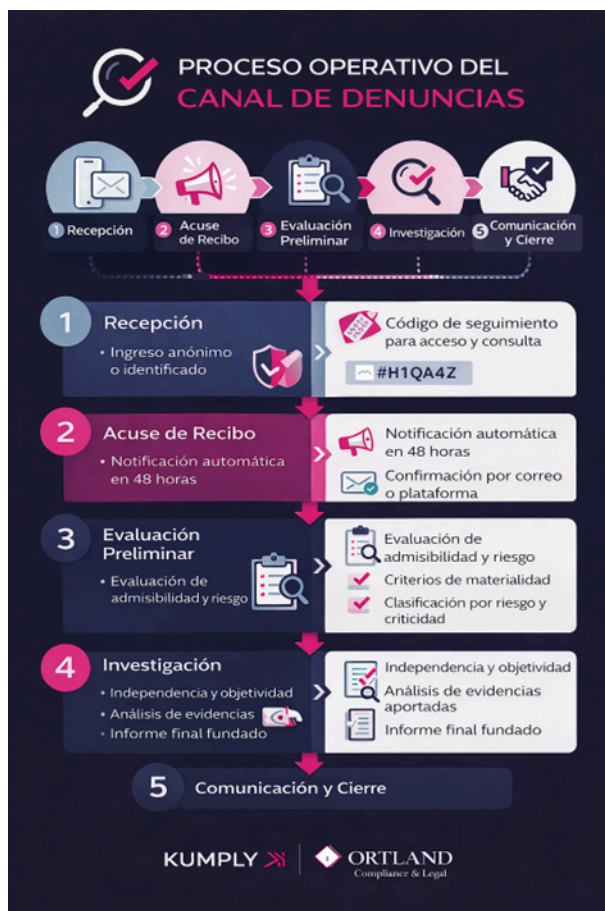 PROCESO OPERATIVO DEL
CANAL DE DENUNCIAS
1 Recepción
2 Acuse
de Recibo
3 Evaluación
Preliminar
4 Investigación
5 Comunicación
y Cierre
1
Recepción
• Ingreso anónimo
o identificado
Código de seguimiento
para acceso y consulta
#H1QA4Z
2
Acuse de Recibo
• Notificación automática
en 48 horas
Notificación automática
en 48 horas
Confirmación por correo
o plataforma
3
Evaluación
Preliminar
• Evaluación de
admisibilidad y riesgo
Evaluación de
admisibilidad y riesgo
Criterios de materialidad
Clasificación por riesgo y
criticidad
4
Investigación
• Independencia y objetividad
• Análisis de evidencias
• Informe final fundado
Independencia y objetividad
Análisis de evidencias
aportadas
Informe final fundado
5 Comunicación y Cierre
KUMPLY
ORTLAND
Compliance & Legal